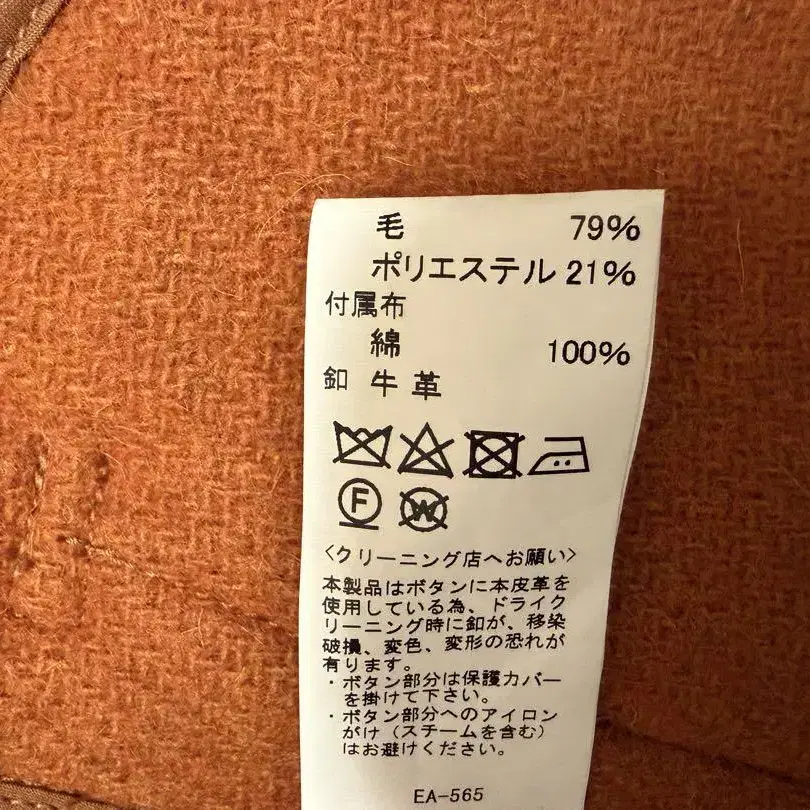 毛 79%
ポリエステル 21%
付属布
綿 100%
釦 牛革
F
W
<クリーニング店へお願い>
本製品はボタンに本皮革を
使用している為、ドライク
リーニング時に釦が、移染
破損、変色、変形の恐れが
有ります。
・ボタン部分は保護カバー
を掛けて下さい。
・ボタン部分へのアイロン
がけ(スチームを含む)
はお避けください。
EA-565